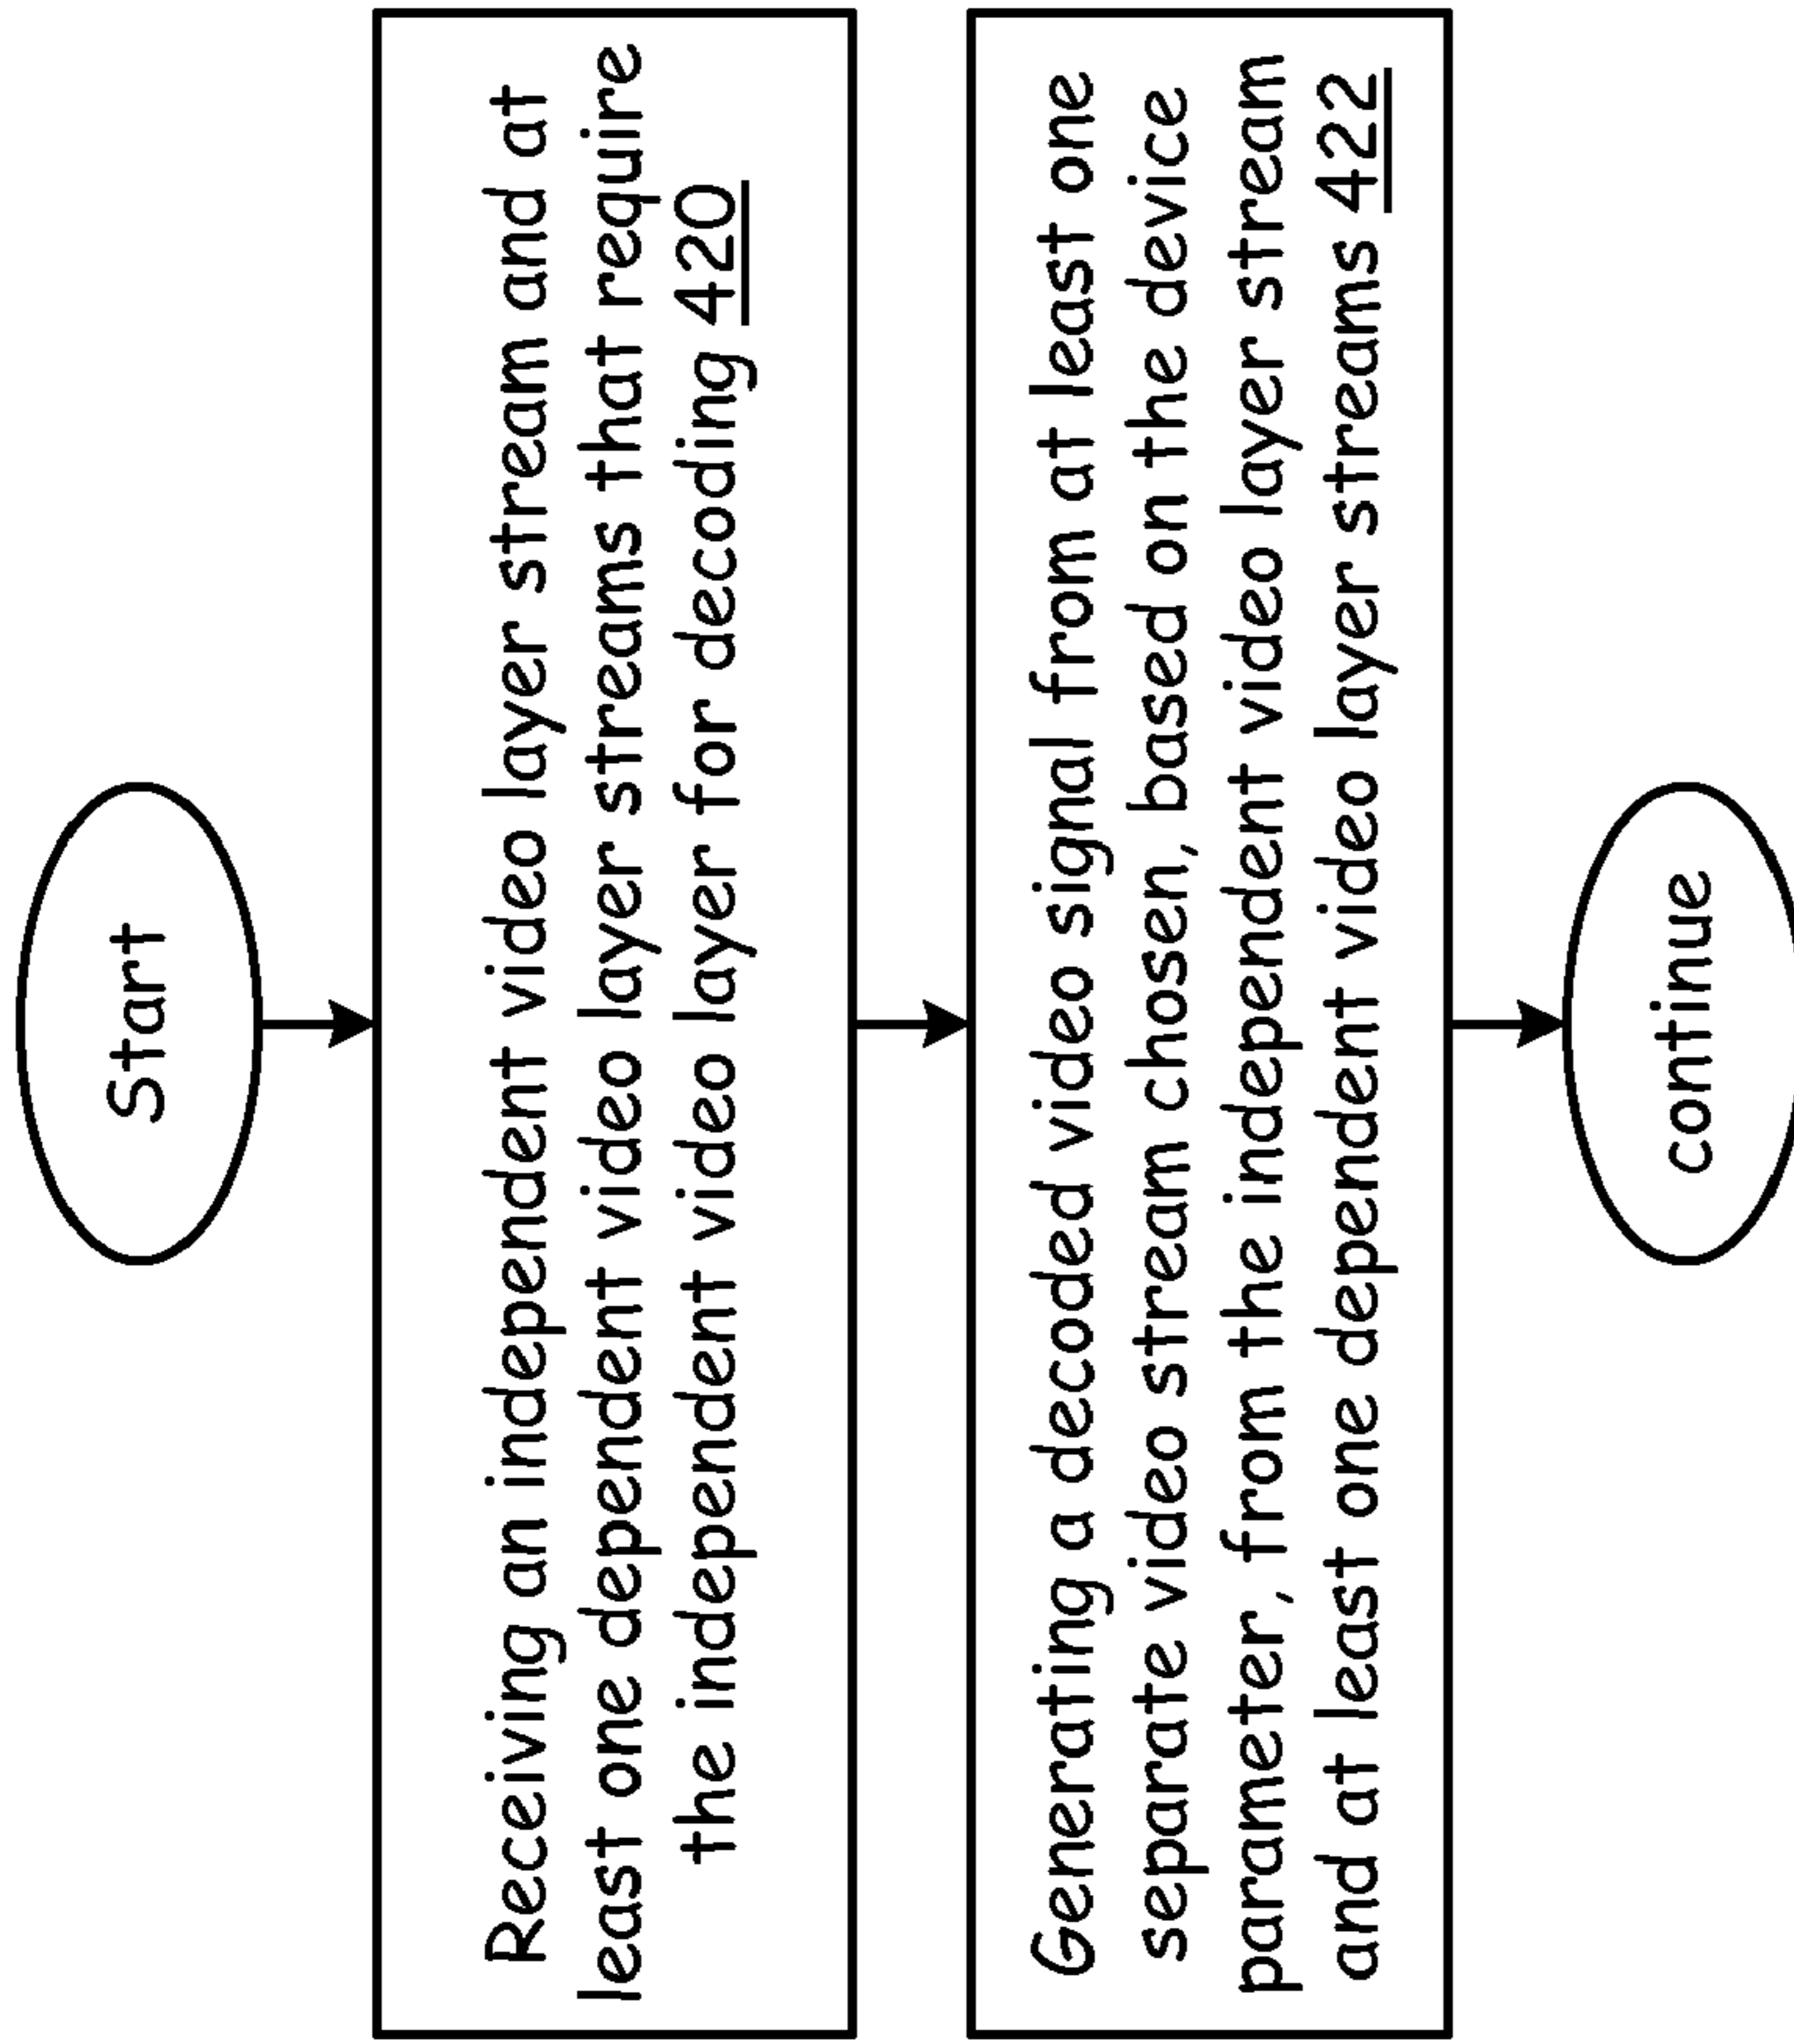 Start
Receiving an independent video layer stream and at
least one dependent video layer streams that require
the independent video layer for decoding 420
Generating a decoded video signal from at least one
separate video stream chosen, based on the device
parameter, from the independent video layer stream
and at least one dependent video layer streams 422
continue